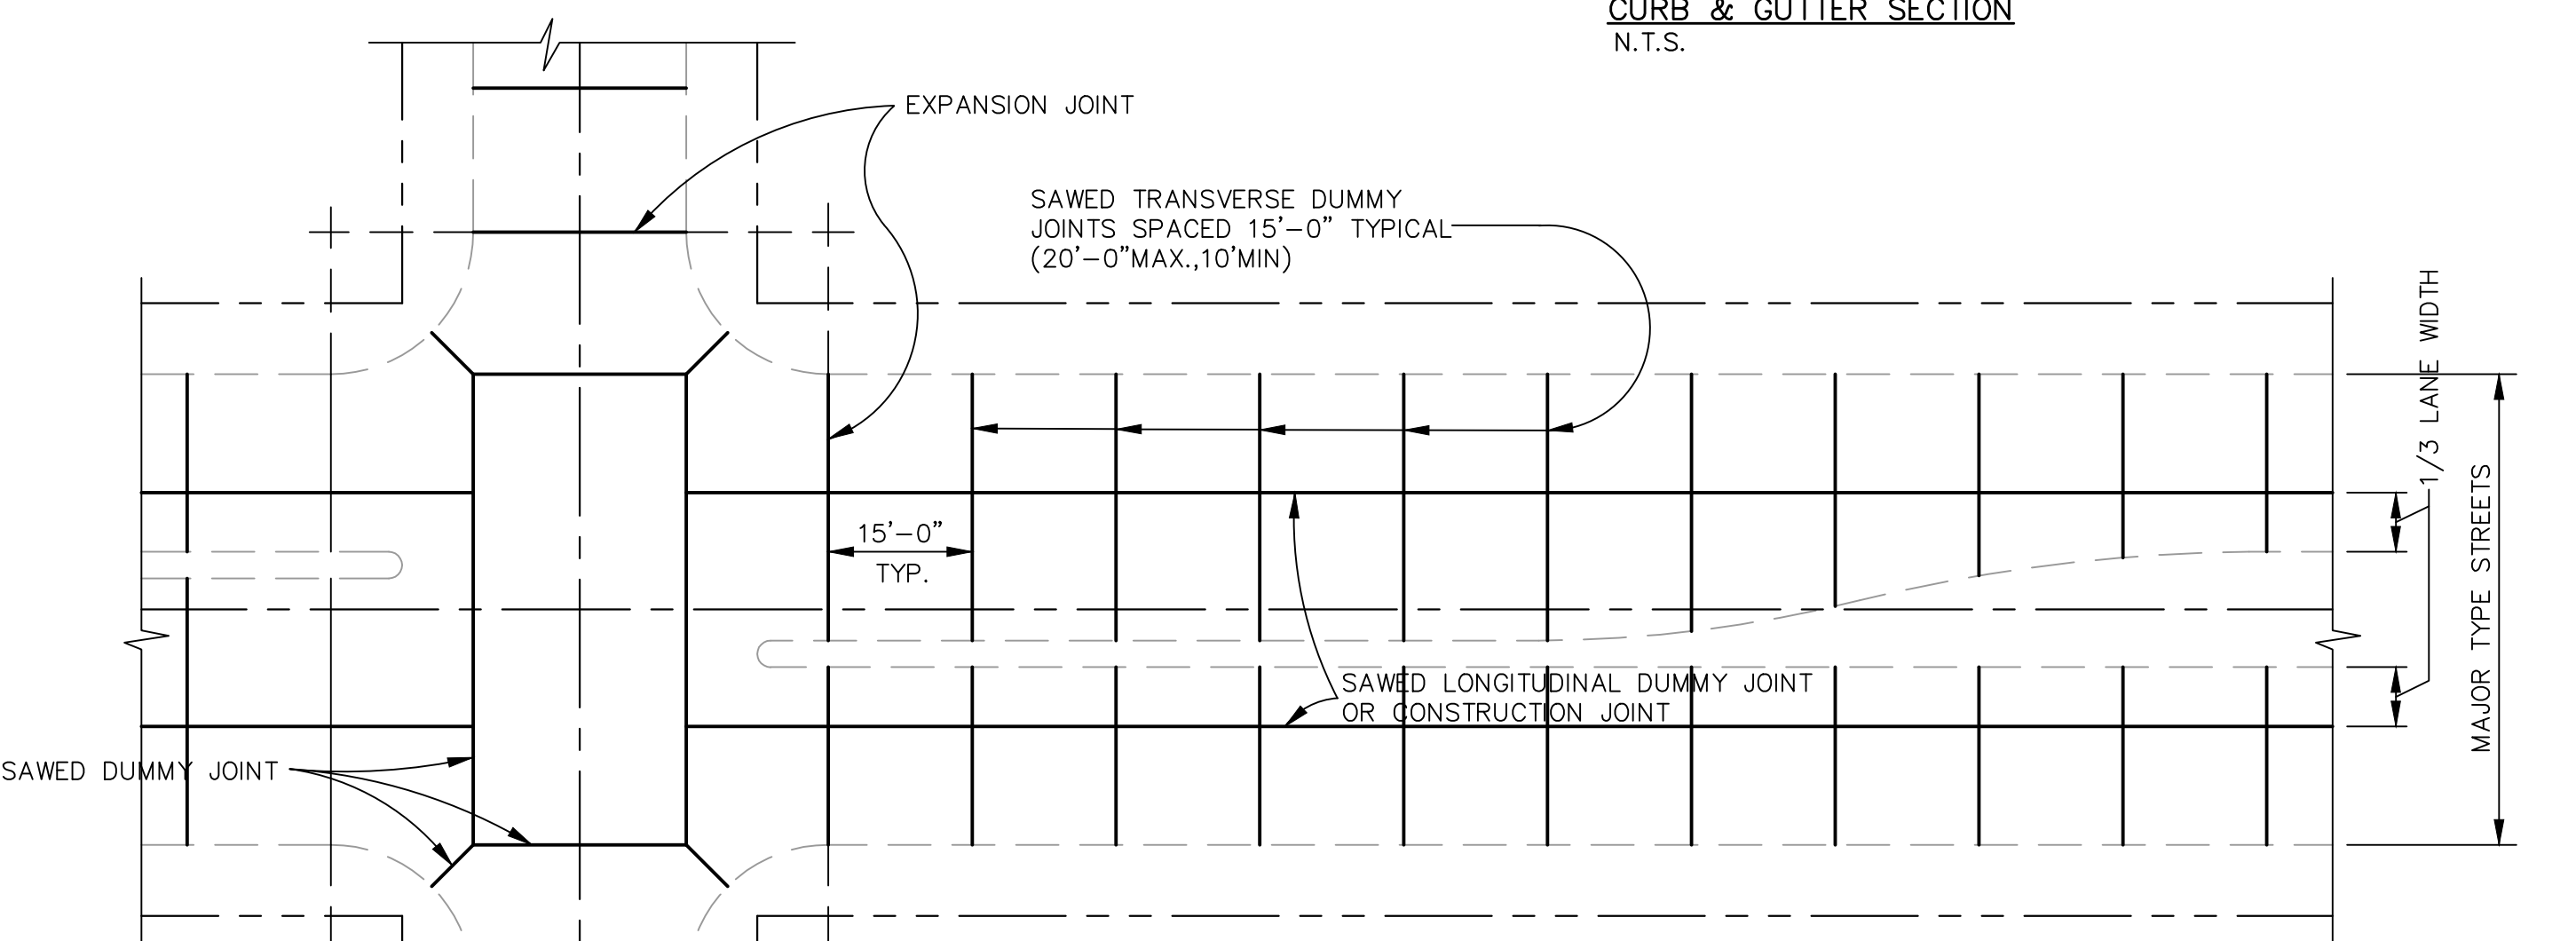 CURB & GUTTER SECTION
N.T.S.
EXPANSION JOINT
SAWED TRANSVERSE DUMMY
JOINTS SPACED 15'-0" TYPICAL
(20'-0"MAX.,10'MIN)
1/3 LANE WIDTH
MAJOR TYPE STREETS
15'-0"
TYP.
SAWED LONGITUDINAL DUMMY JOINT
OR CONSTRUCTION JOINT
SAWED DUMMY JOINT